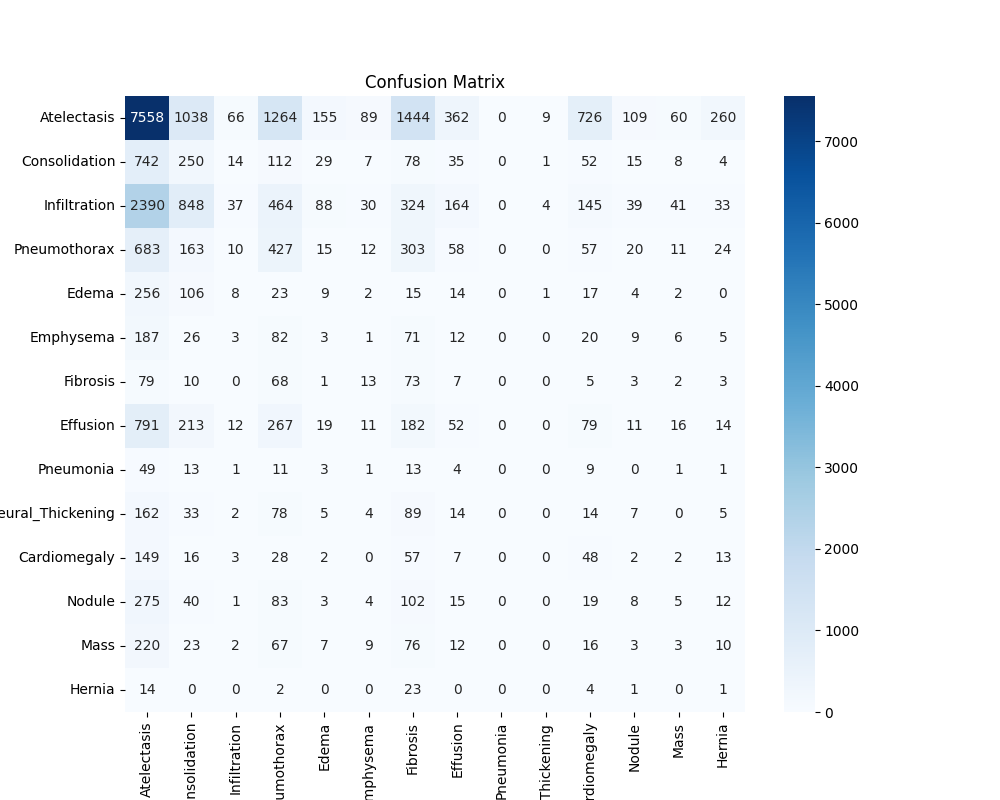 Confusion Matrix
Atelectasis 7558 1038 66 1264 155 89 1444 362 0 9 726 109 60 260
Consolidation 742 250 14 112 29 7 78 35 0 1 52 15 8 4
Infiltration 2390 848 37 464 88 30 324 164 0 4 145 39 41 33
Pneumothorax 683 163 10 427 15 12 303 58 0 0 57 20 11 24
Edema 256 106 8 23 9 2 15 14 0 1 17 4 2 0
Emphysema 187 26 3 82 3 1 71 12 0 0 20 9 6 5
Fibrosis 79 10 0 68 1 13 73 7 0 0 5 3 2 3
Effusion 791 213 12 267 19 11 182 52 0 0 79 11 16 14
Pneumonia 49 13 1 11 3 1 13 4 0 0 9 0 1 1
eural_Thickening 162 33 2 78 5 4 89 14 0 0 14 7 0 5
Cardiomegaly 149 16 3 28 2 0 57 7 0 0 48 2 2 13
Nodule 275 40 1 83 3 4 102 15 0 0 19 8 5 12
Mass 220 23 2 67 7 9 76 12 0 0 16 3 3 10
Hernia 14 0 0 2 0 0 23 0 0 0 4 1 0 1
Atelectasis
nsolidation
Infiltration
umothorax
Edema
mphysema
Fibrosis
Effusion
Pneumonia
Thickening
rdiomegaly
Nodule
Mass
Hernia
7000
6000
5000
4000
3000
2000
1000
0